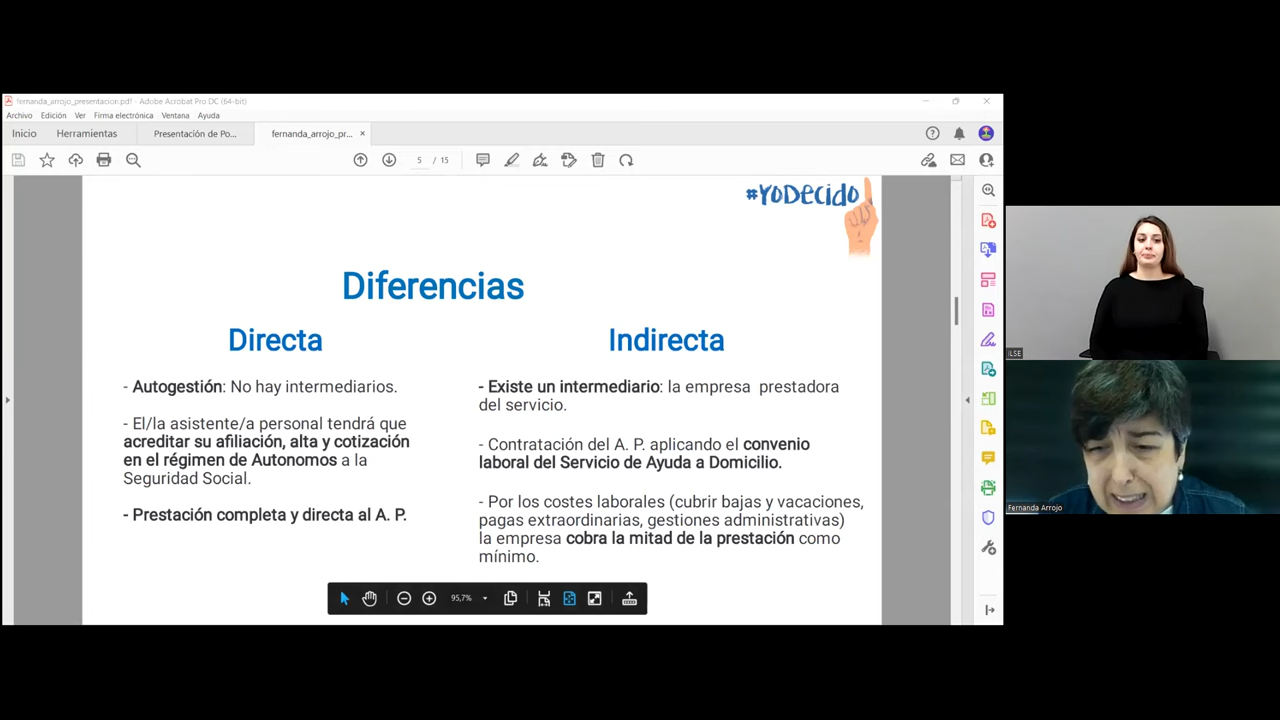 fernanda_arrojo_presentacion.pdf - Adobe Acrobat Pro DC (64-bit)
Archivo Edición Ver Firma electrónica Ventana Ayuda
Inicio Herramientas Presentación de Po... fernanda_arrojo_pr... ×
5 / 15
#YoDecido
Diferencias
Directa
- Autogestión: No hay intermediarios.
- El/la asistente/a personal tendrá que
acreditar su afiliación, alta y cotización
en el régimen de Autonomos a la
Seguridad Social.
- Prestación completa y directa al A. P.
Indirecta
- Existe un intermediario: la empresa prestadora
del servicio.
- Contratación del A. P. aplicando el convenio
laboral del Servicio de Ayuda a Domicilio.
- Por los costes laborales (cubrir bajas y vacaciones,
pagas extraordinarias, gestiones administrativas)
la empresa cobra la mitad de la prestación como
mínimo.
95,7%
ILSE
Fernanda Arrojo